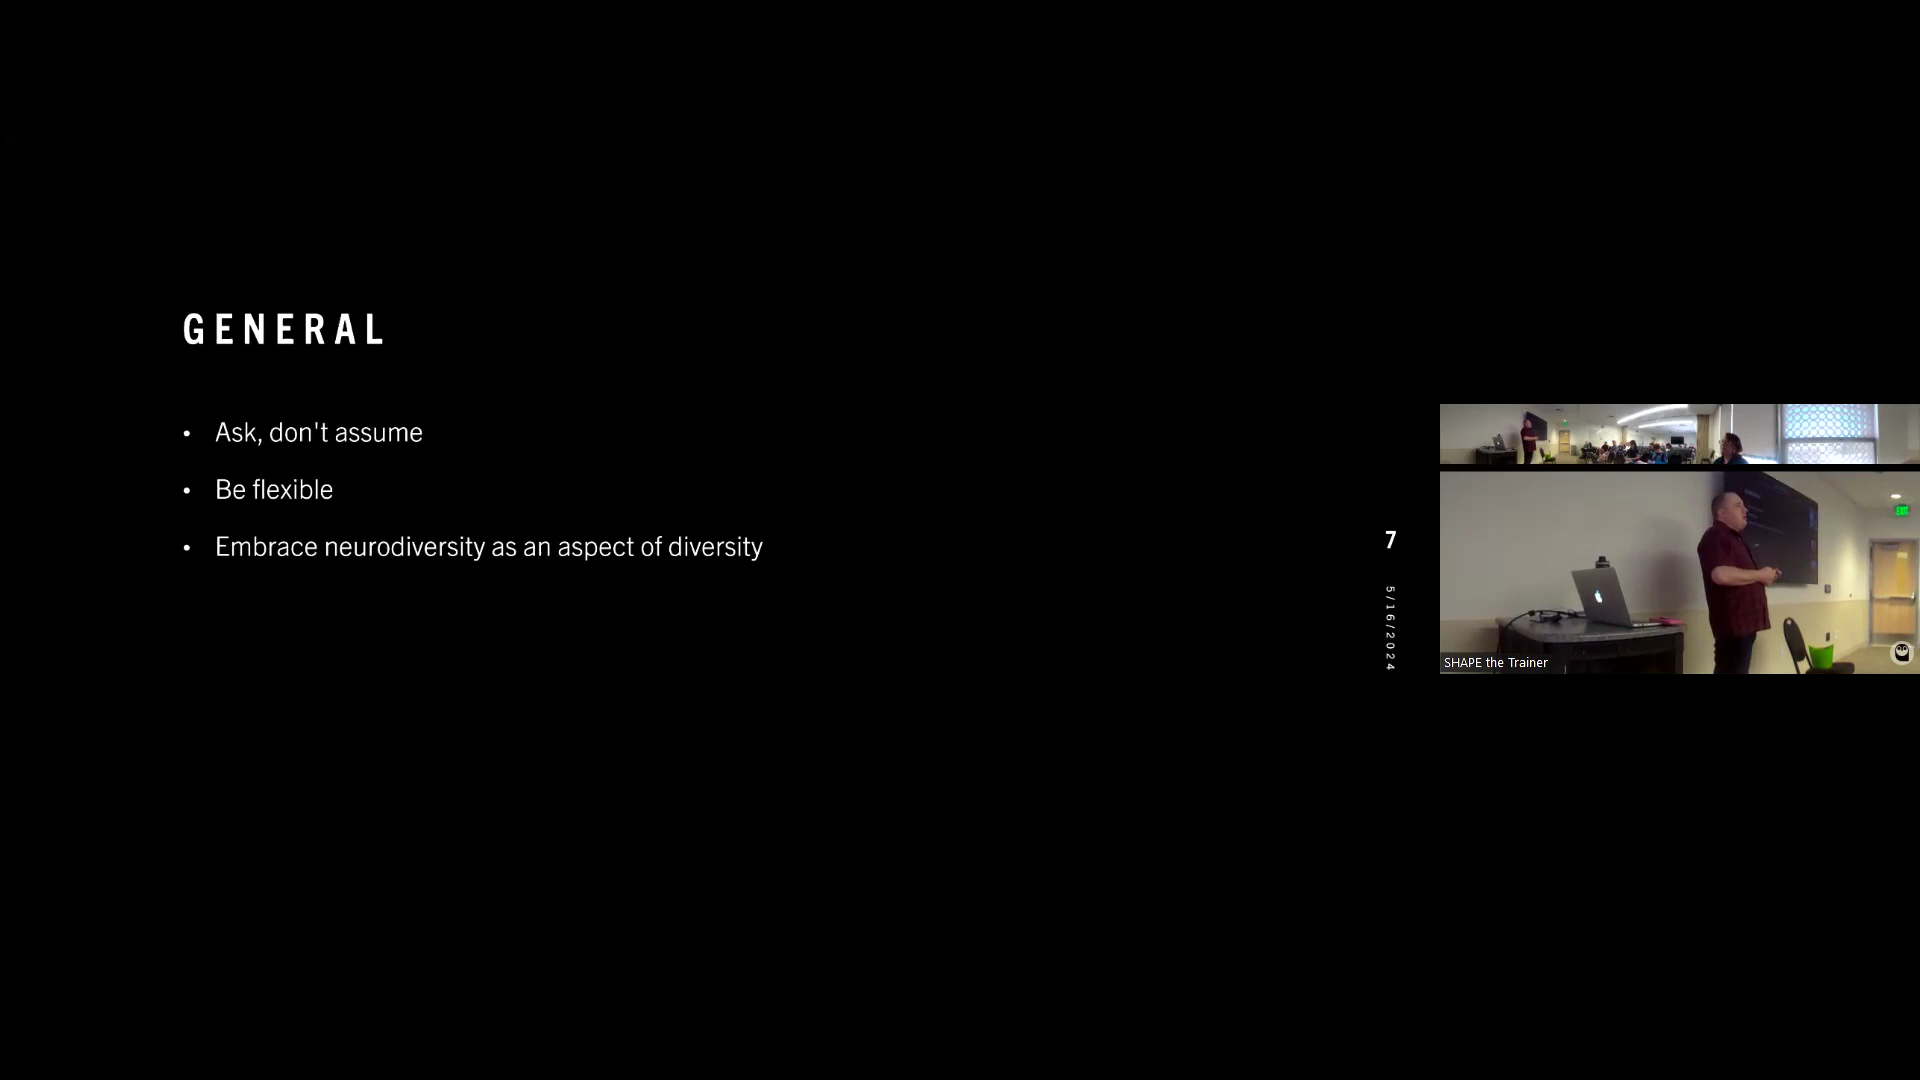 GENERAL
• Ask, don't assume
• Be flexible
• Embrace neurodiversity as an aspect of diversity
7
5/16/2024
EXIT
SHAPE the Trainer